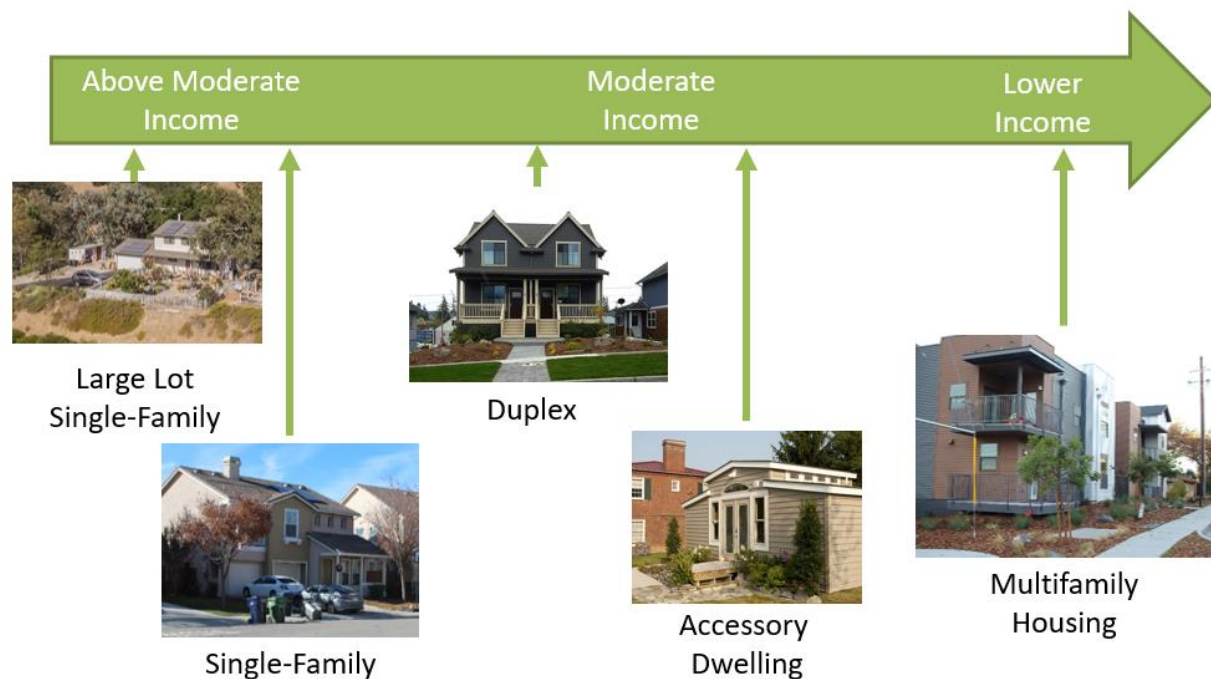 Above Moderate
Income
Moderate
Income
Lower
Income
Large Lot
Single-Family
Single-Family
Duplex
Accessory
Dwelling
Multifamily
Housing